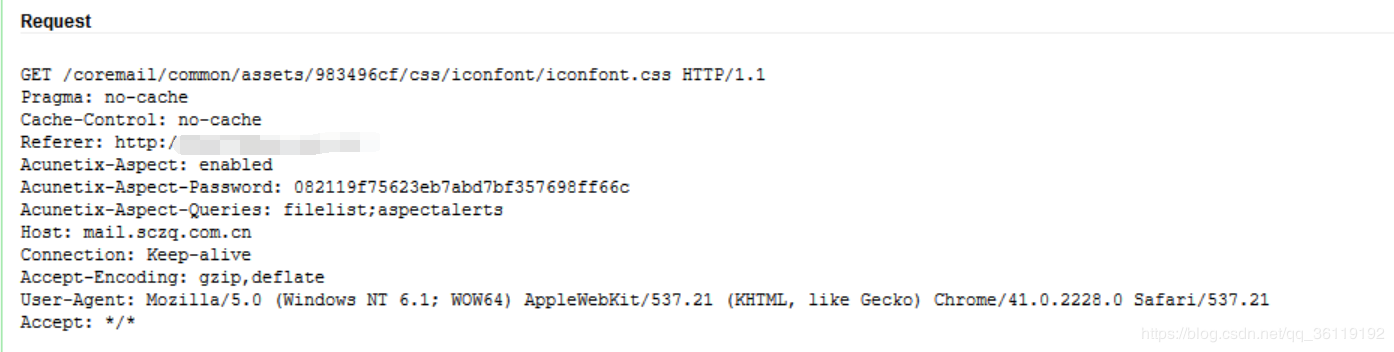 Request
GET /coremail/common/assets/983496cf/css/iconfont/iconfont.css HTTP/1.1
Pragma: no-cache
Cache-Control: no-cache
Referer: http:/
Acunetix-Aspect: enabled
Acunetix-Aspect-Password: 082119f75623eb7abd7bf357698ff66c
Acunetix-Aspect-Queries: filelist;aspectalerts
Host: mail.sczq.com.cn
Connection: Keep-alive
Accept-Encoding: gzip,deflate
User-Agent: Mozilla/5.0 (Windows NT 6.1; WOW64) AppleWebKit/537.21 (KHTML, like Gecko) Chrome/41.0.2228.0 Safari/537.21
Accept: */*
https://blog.csdn.net/qq_36119192